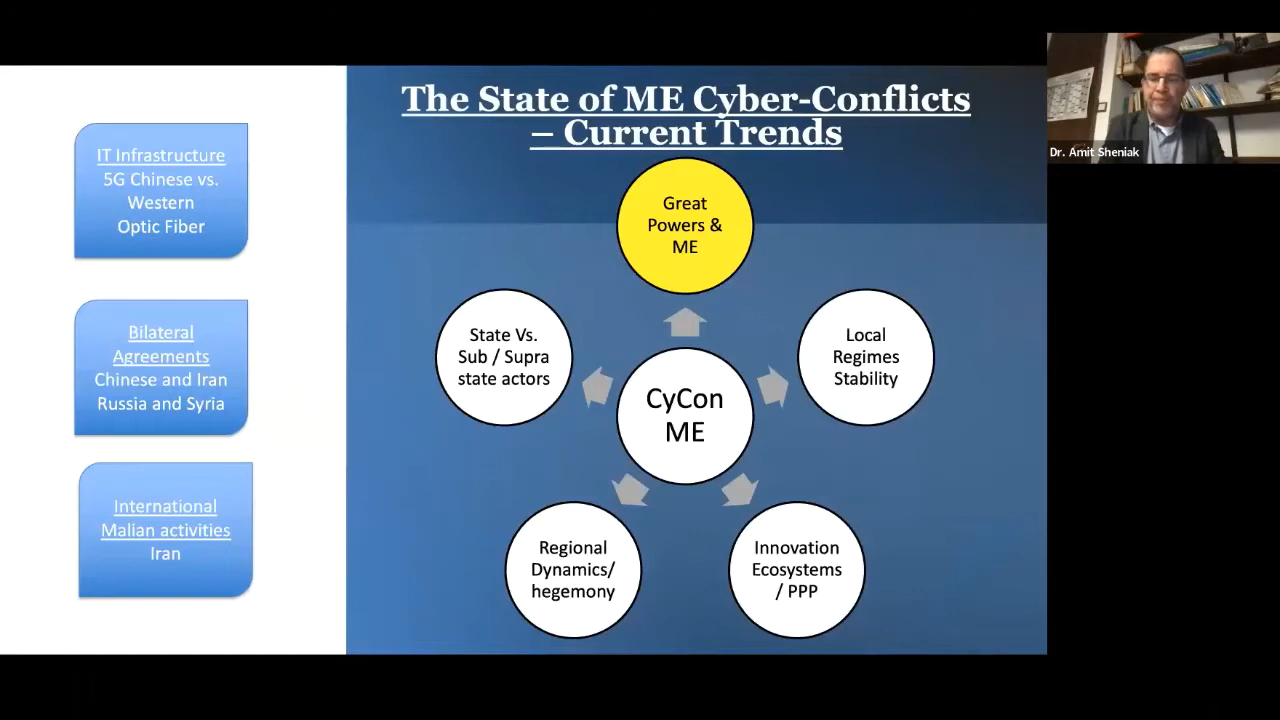 The State of ME Cyber-Conflicts
– Current Trends
Dr. Amit Sheniak
IT Infrastructure
5G Chinese vs.
Western
Optic Fiber
Bilateral
Agreements
Chinese and Iran
Russia and Syria
International
Malian activities
Iran
Great
Powers &
ME
State Vs.
Sub / Supra
state actors
Local
Regimes
Stability
CyCon
ME
Regional
Dynamics/
hegemony
Innovation
Ecosystems
/ PPP